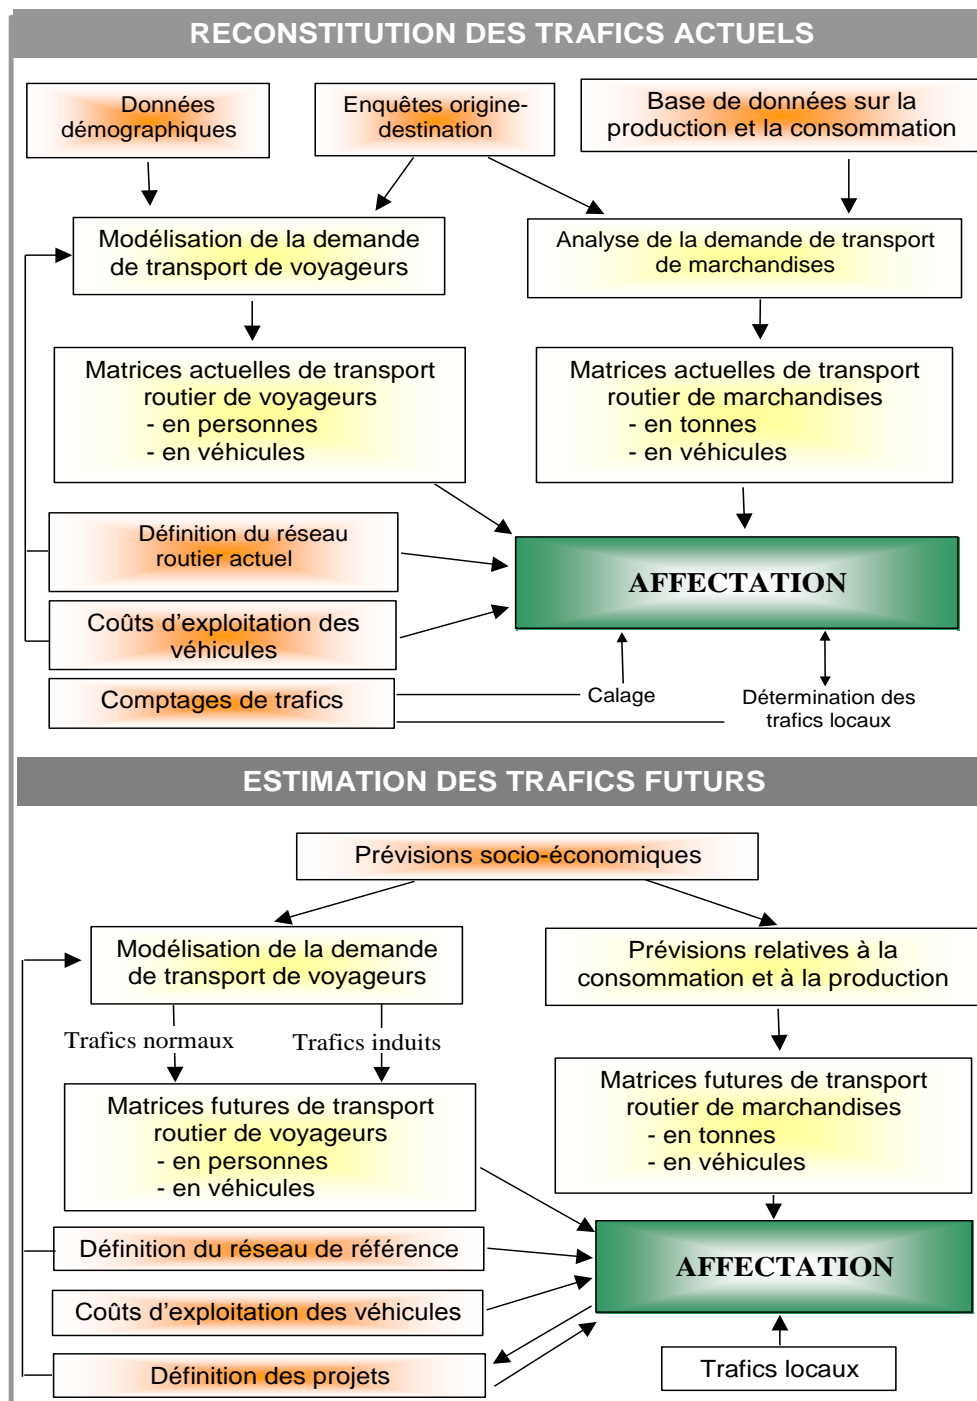 RECONSTITUTION DES TRAFICS ACTUELS
Données
démographiques
Enquêtes origine-
destination
Base de données sur la
production et la consommation
Modélisation de la demande
de transport de voyageurs
Analyse de la demande de transport
de marchandises
Matrices actuelles de transport
routier de voyageurs
- en personnes
- en véhicules
Matrices actuelles de transport
routier de marchandises
- en tonnes
- en véhicules
Définition du réseau
routier actuel
AFFECTATION
Coûts d'exploitation des
véhicules
Comptages de trafics
Calage
Détermination des
trafics locaux
ESTIMATION DES TRAFICS FUTURS
Prévisions socio-économiques
Modélisation de la demande
de transport de voyageurs
Prévisions relatives à la
consommation et à la production
Trafics normaux
Trafics induits
Matrices futures de transport
routier de voyageurs
- en personnes
- en véhicules
Matrices futures de transport
routier de marchandises
- en tonnes
- en véhicules
Définition du réseau de référence
AFFECTATION
Coûts d'exploitation des véhicules
Définition des projets
Trafics locaux